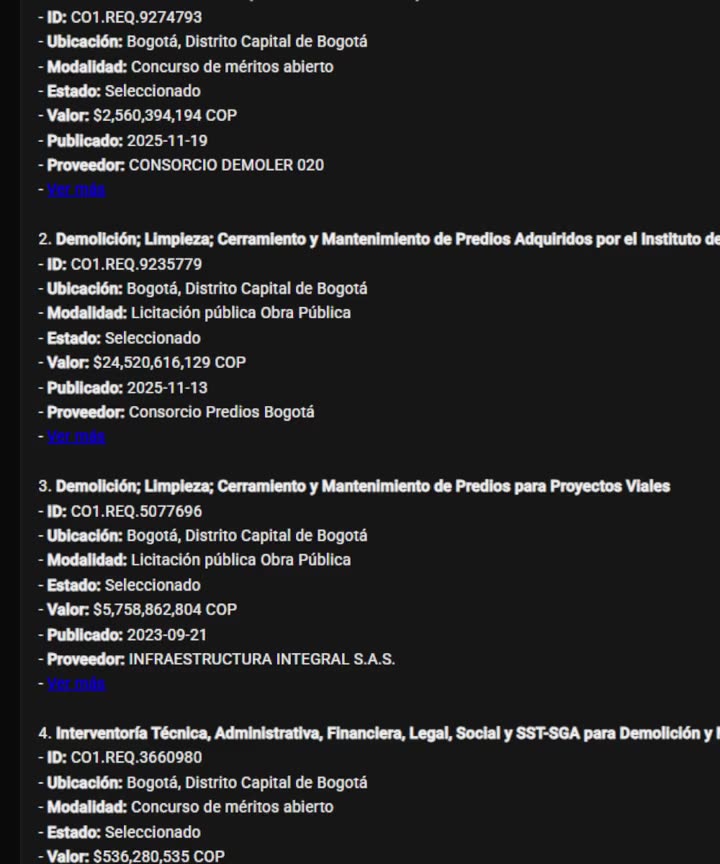 - ID: CO1.REQ.9274793
- Ubicación: Bogotá, Distrito Capital de Bogotá
- Modalidad: Concurso de méritos abierto
- Estado: Seleccionado
- Valor: $2,560,394,194 COP
- Publicado: 2025-11-19
- Proveedor: CONSORCIO DEMOLER 020
- Ver más
2. Demolición; Limpieza; Cerramiento y Mantenimiento de Predios Adquiridos por el Instituto de
- ID: CO1.REQ.9235779
- Ubicación: Bogotá, Distrito Capital de Bogotá
- Modalidad: Licitación pública Obra Pública
- Estado: Seleccionado
- Valor: $24,520,616,129 COP
- Publicado: 2025-11-13
- Proveedor: Consorcio Predios Bogotá
- Ver más
3. Demolición; Limpieza; Cerramiento y Mantenimiento de Predios para Proyectos Viales
- ID: CO1.REQ.5077696
- Ubicación: Bogotá, Distrito Capital de Bogotá
- Modalidad: Licitación pública Obra Pública
- Estado: Seleccionado
- Valor: $5,758,862,804 COP
- Publicado: 2023-09-21
- Proveedor: INFRAESTRUCTURA INTEGRAL S.A.S.
- Ver más
4. Interventoría Técnica, Administrativa, Financiera, Legal, Social y SST-SGA para Demolición y
- ID: CO1.REQ.3660980
- Ubicación: Bogotá, Distrito Capital de Bogotá
- Modalidad: Concurso de méritos abierto
- Estado: Seleccionado
- Valor: $536,280,535 COP